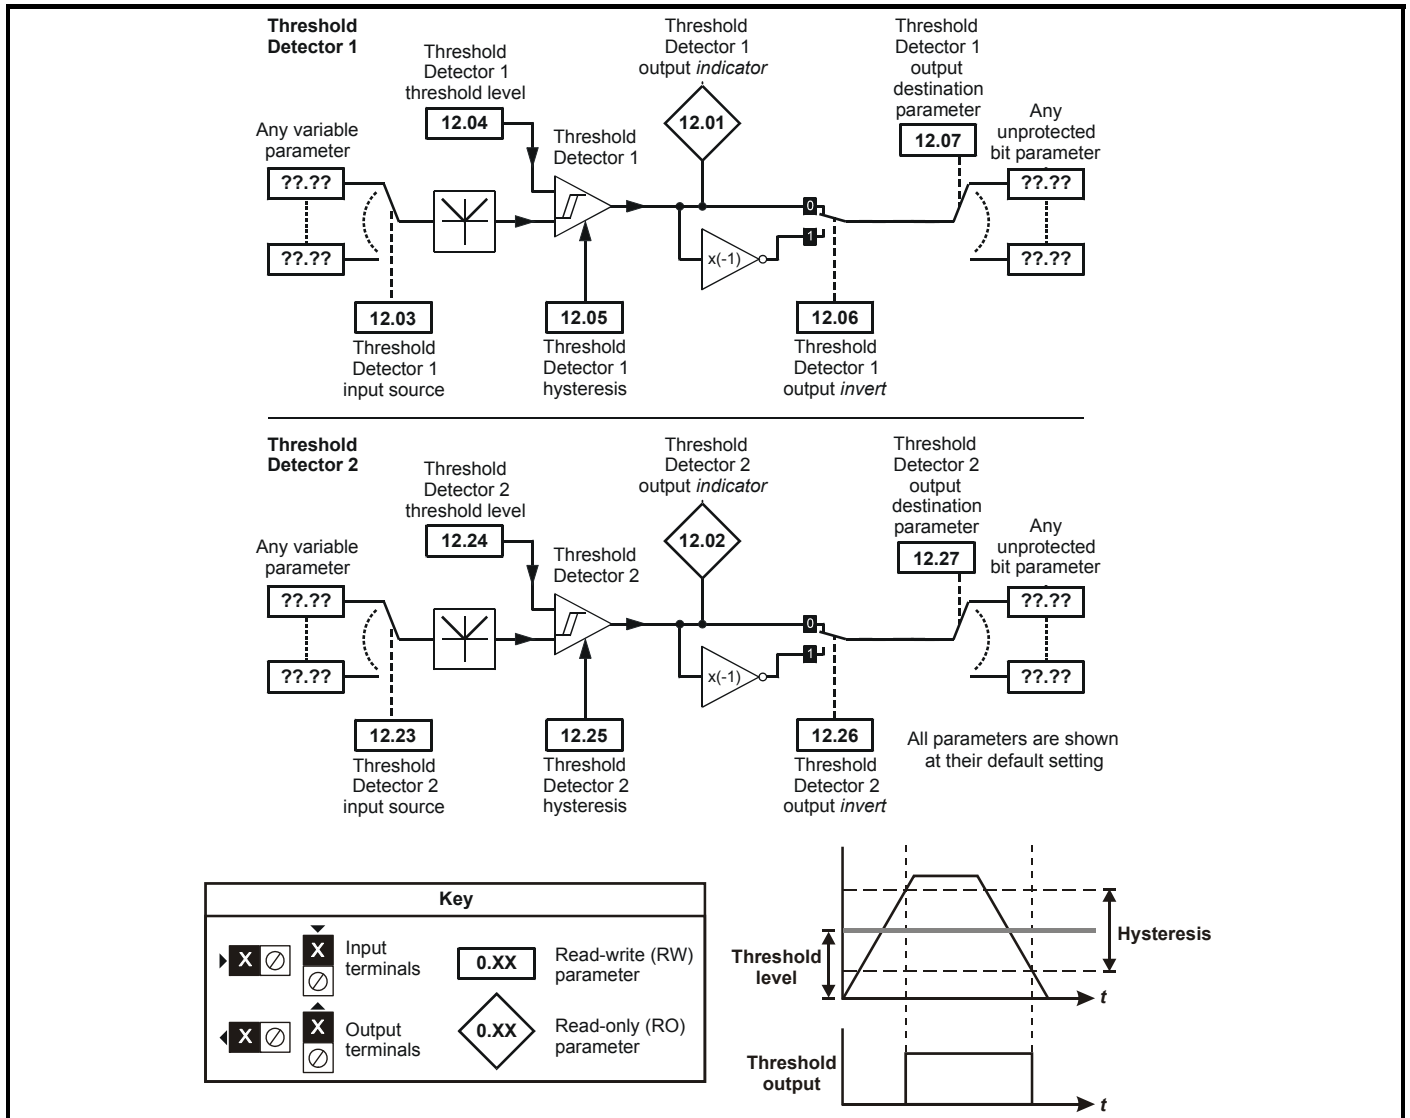 Threshold
Detector 1
Threshold
Detector 1
threshold level
12.04
Threshold
Detector 1
output indicator
12.01
Threshold
Detector 1
output
destination
parameter
12.07
Any variable
parameter
??.??
??.??
Threshold
Detector 1
Any
unprotected
bit parameter
??.??
??.??
0
1
x(-1)
12.03
Threshold
Detector 1
input source
12.05
Threshold
Detector 1
hysteresis
12.06
Threshold
Detector 1
output invert
Threshold
Detector 2
Threshold
Detector 2
threshold level
12.24
Threshold
Detector 2
output indicator
12.02
Threshold
Detector 2
output
destination
parameter
12.27
Any variable
parameter
??.??
??.??
Threshold
Detector 2
Any
unprotected
bit parameter
??.??
??.??
0
1
x(-1)
12.23
Threshold
Detector 2
input source
12.25
Threshold
Detector 2
hysteresis
12.26
Threshold
Detector 2
output invert
All parameters are shown
at their default setting
Key
X
X
Input
terminals
0.XX
Read-write (RW)
parameter
X
X
Output
terminals
0.XX
Read-only (RO)
parameter
Threshold
level
Hysteresis
t
Threshold
output
t